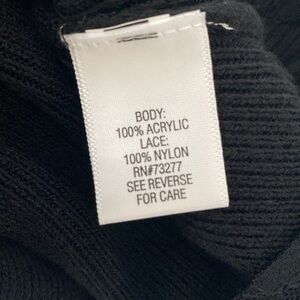 BODY:
100% ACRYLIC
LACE:
100% NYLON
RN#73277
SEE REVERSE
FOR CARE